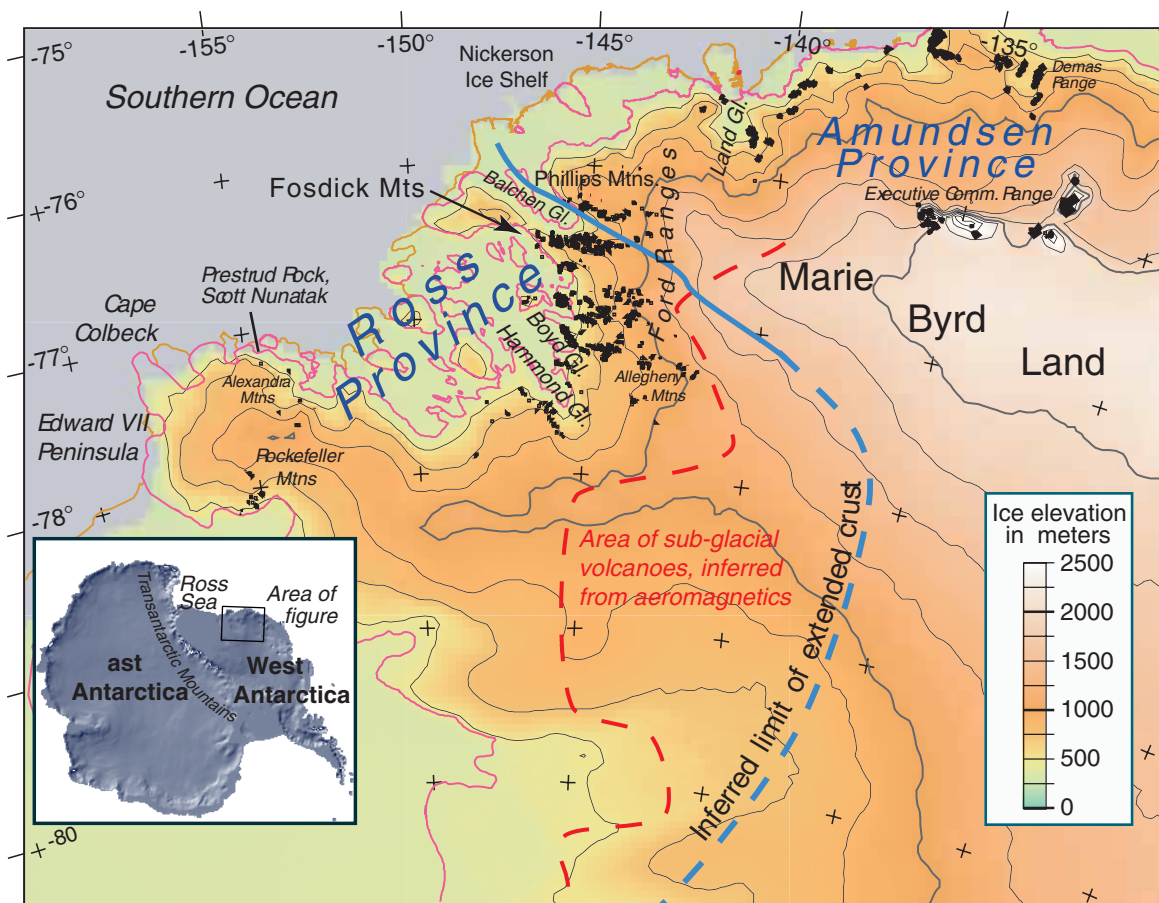 -75°
-155°
-150°
-145°
-140°
-135°
Nickerson
Ice Shelf
Southern Ocean
Demas
Range
Land Gl.
Amundsen
Province
Executive Comm. Range
Phillips Mtns.
Balchen Gl.
Fosdick Mts
Ford Ranges
-76°
Prestrud Rock,
Scott Nunatak
Ross
Province
Marie
Byrd
Land
Cape
Colbeck
Boyd Gl.
Hammond Gl.
-77°
Alexandra
Mtns
Allegheny
Mtns
Edward VII
Peninsula
Rockefeller
Mtns
-78°
Area of sub-glacial
volcanoes, inferred
from aeromagnetics
Inferred limit of extended crust
Ice elevation
in meters
2500
2000
1500
1000
500
0
Ross
Sea
Area of
figure
Transantarctic Mountains
ast
Antarctica
West
Antarctica
-80